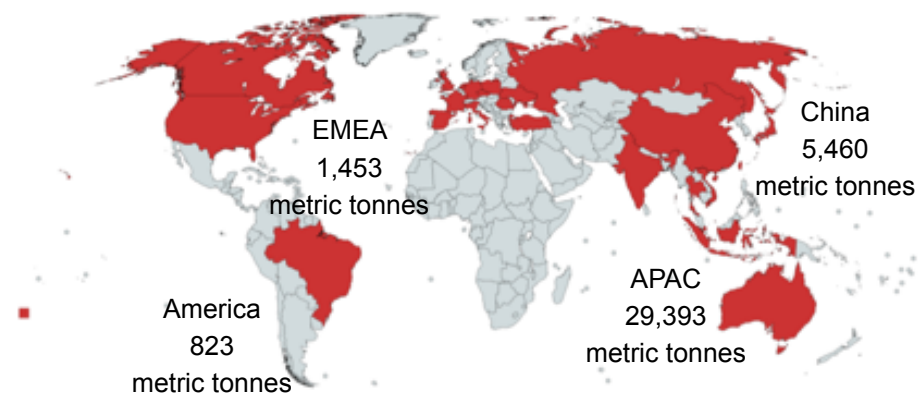 EMEA
1,453
metric tonnes
China
5,460
metric tonnes
America
823
metric tonnes
APAC
29,393
metric tonnes